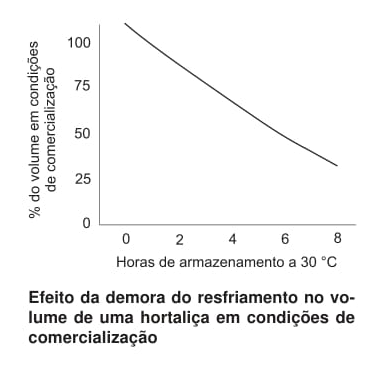 % do volume em condições
de comercialização
100
75
50
25
0
0 2 4 6 8
Horas de armazenamento a 30 °C
Efeito da demora do resfriamento no vo-
lume de uma hortaliça em condições de
comercialização